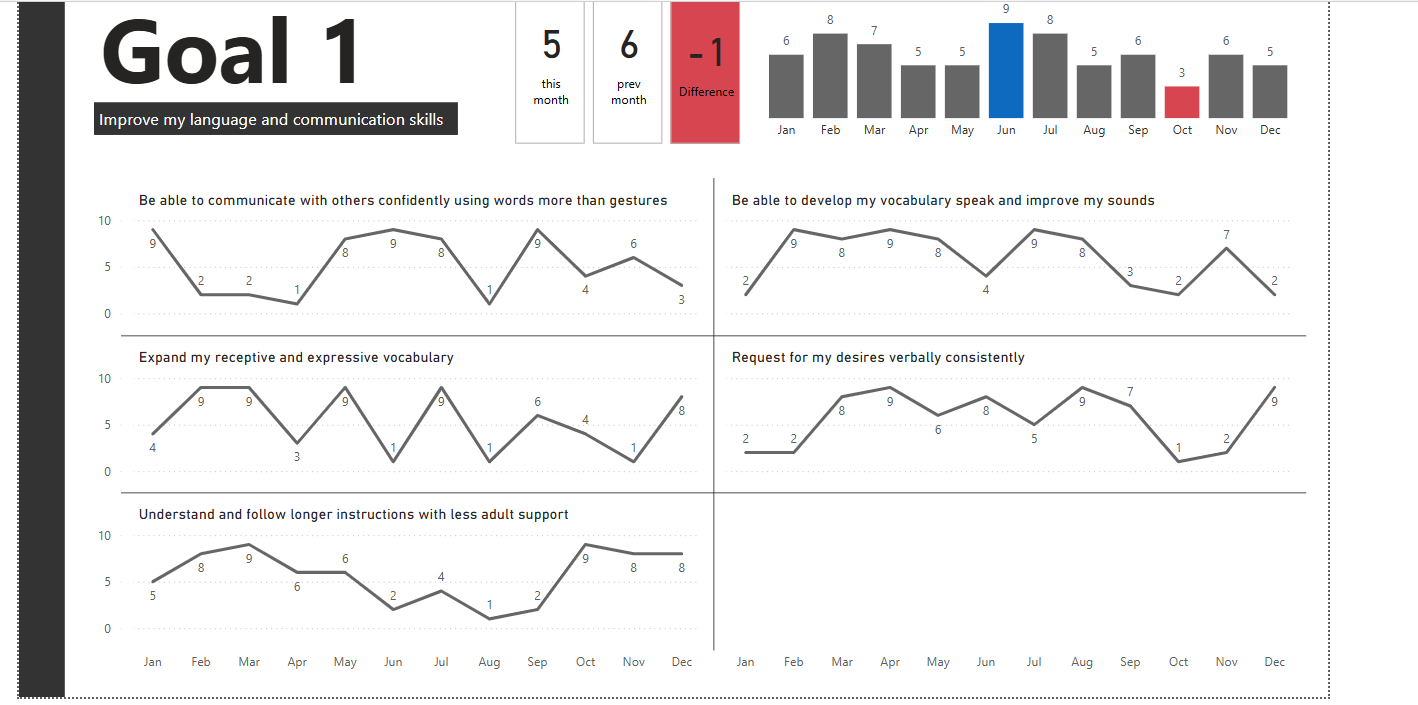 Goal 1
Improve my language and communication skills
5
this
month
6
prev
month
-1
Difference
6 8 7 5 5 9 8 5 6 3 6 5
Jan Feb Mar Apr May Jun Jul Aug Sep Oct Nov Dec
Be able to communicate with others confidently using words more than gestures
10
5
0
9 2 2 1 8 9 8 1 9 4 6 3
Be able to develop my vocabulary speak and improve my sounds
2 9 8 9 8 4 9 8 3 2 7 2
Expand my receptive and expressive vocabulary
10
5
0
4 9 9 3 9 1 9 1 6 4 1 8
Request for my desires verbally consistently
2 2 8 9 6 8 5 9 7 1 2 9
Understand and follow longer instructions with less adult support
10
5
0
5 8 9 6 6 2 4 1 2 9 8 8
Jan Feb Mar Apr May Jun Jul Aug Sep Oct Nov Dec
Jan Feb Mar Apr May Jun Jul Aug Sep Oct Nov Dec